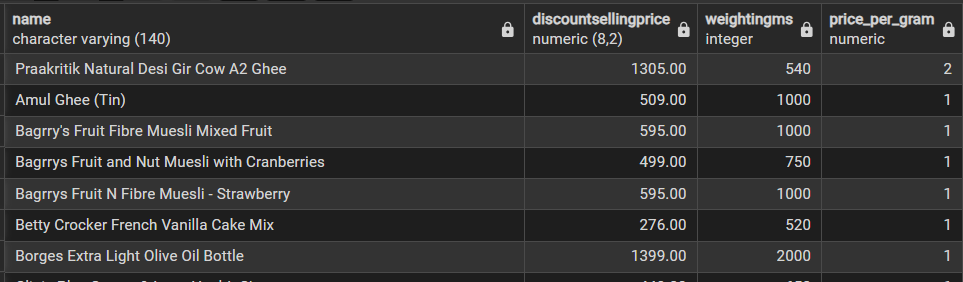 name discountsellingprice weightingms price_per_gram
character varying (140) numeric (8,2) integer numeric
Praakritik Natural Desi Gir Cow A2 Ghee 1305.00 540 2
Amul Ghee (Tin) 509.00 1000 1
Bagrry's Fruit Fibre Muesli Mixed Fruit 595.00 1000 1
Bagrrys Fruit and Nut Muesli with Cranberries 499.00 750 1
Bagrrys Fruit N Fibre Muesli - Strawberry 595.00 1000 1
Betty Crocker French Vanilla Cake Mix 276.00 520 1
Borges Extra Light Olive Oil Bottle 1399.00 2000 1